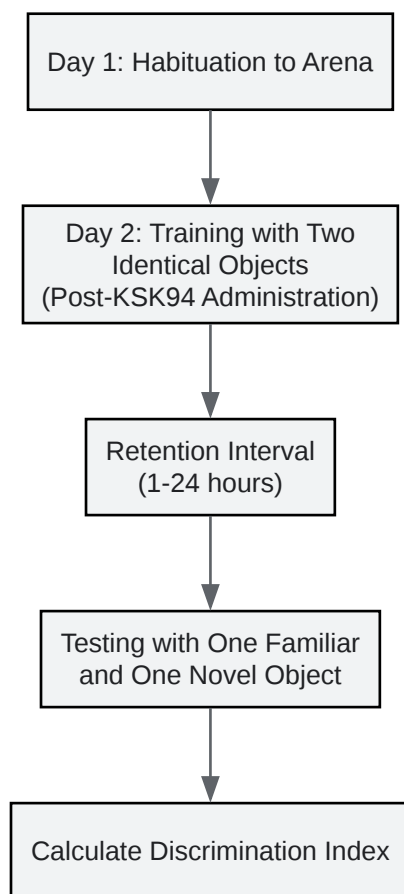 Day 1: Habituation to Arena
Day 2: Training with Two
Identical Objects
(Post-KSK94 Administration)
Retention Interval
(1-24 hours)
Testing with One Familiar
and One Novel Object
Calculate Discrimination Index